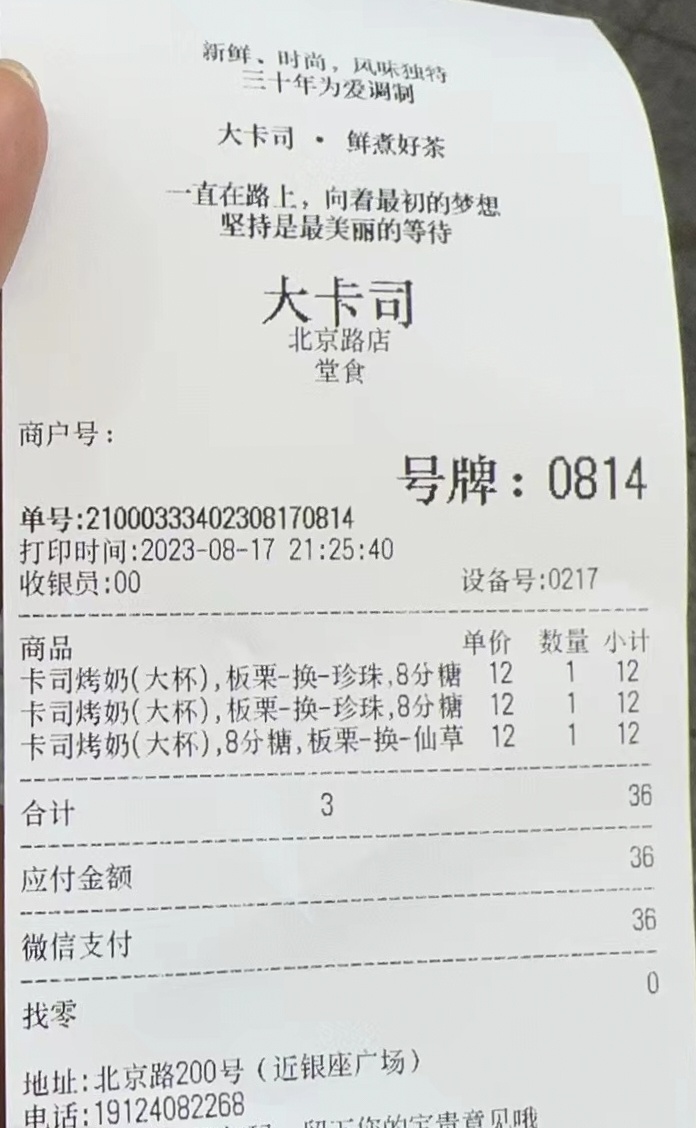 新鲜、时尚，风味独特
三十年为爱调制
大卡司 · 鲜煮好茶
一直在路上，向着最初的梦想
坚持是最美丽的等待
大卡司
北京路店
堂食
商户号：
号牌：0814
单号:21000333402308170814
打印时间:2023-08-17 21:25:40
收银员:00 设备号:0217
商品 单价 数量 小计
卡司烤奶(大杯),板栗-换-珍珠,8分糖 12 1 12
卡司烤奶(大杯),板栗-换-珍珠,8分糖 12 1 12
卡司烤奶(大杯),8分糖,板栗-换-仙草 12 1 12
合计 3 36
应付金额 36
微信支付 36
找零 0
地址:北京路200号（近银座广场）
电话:19124082268
留下您的宝贵意见哦